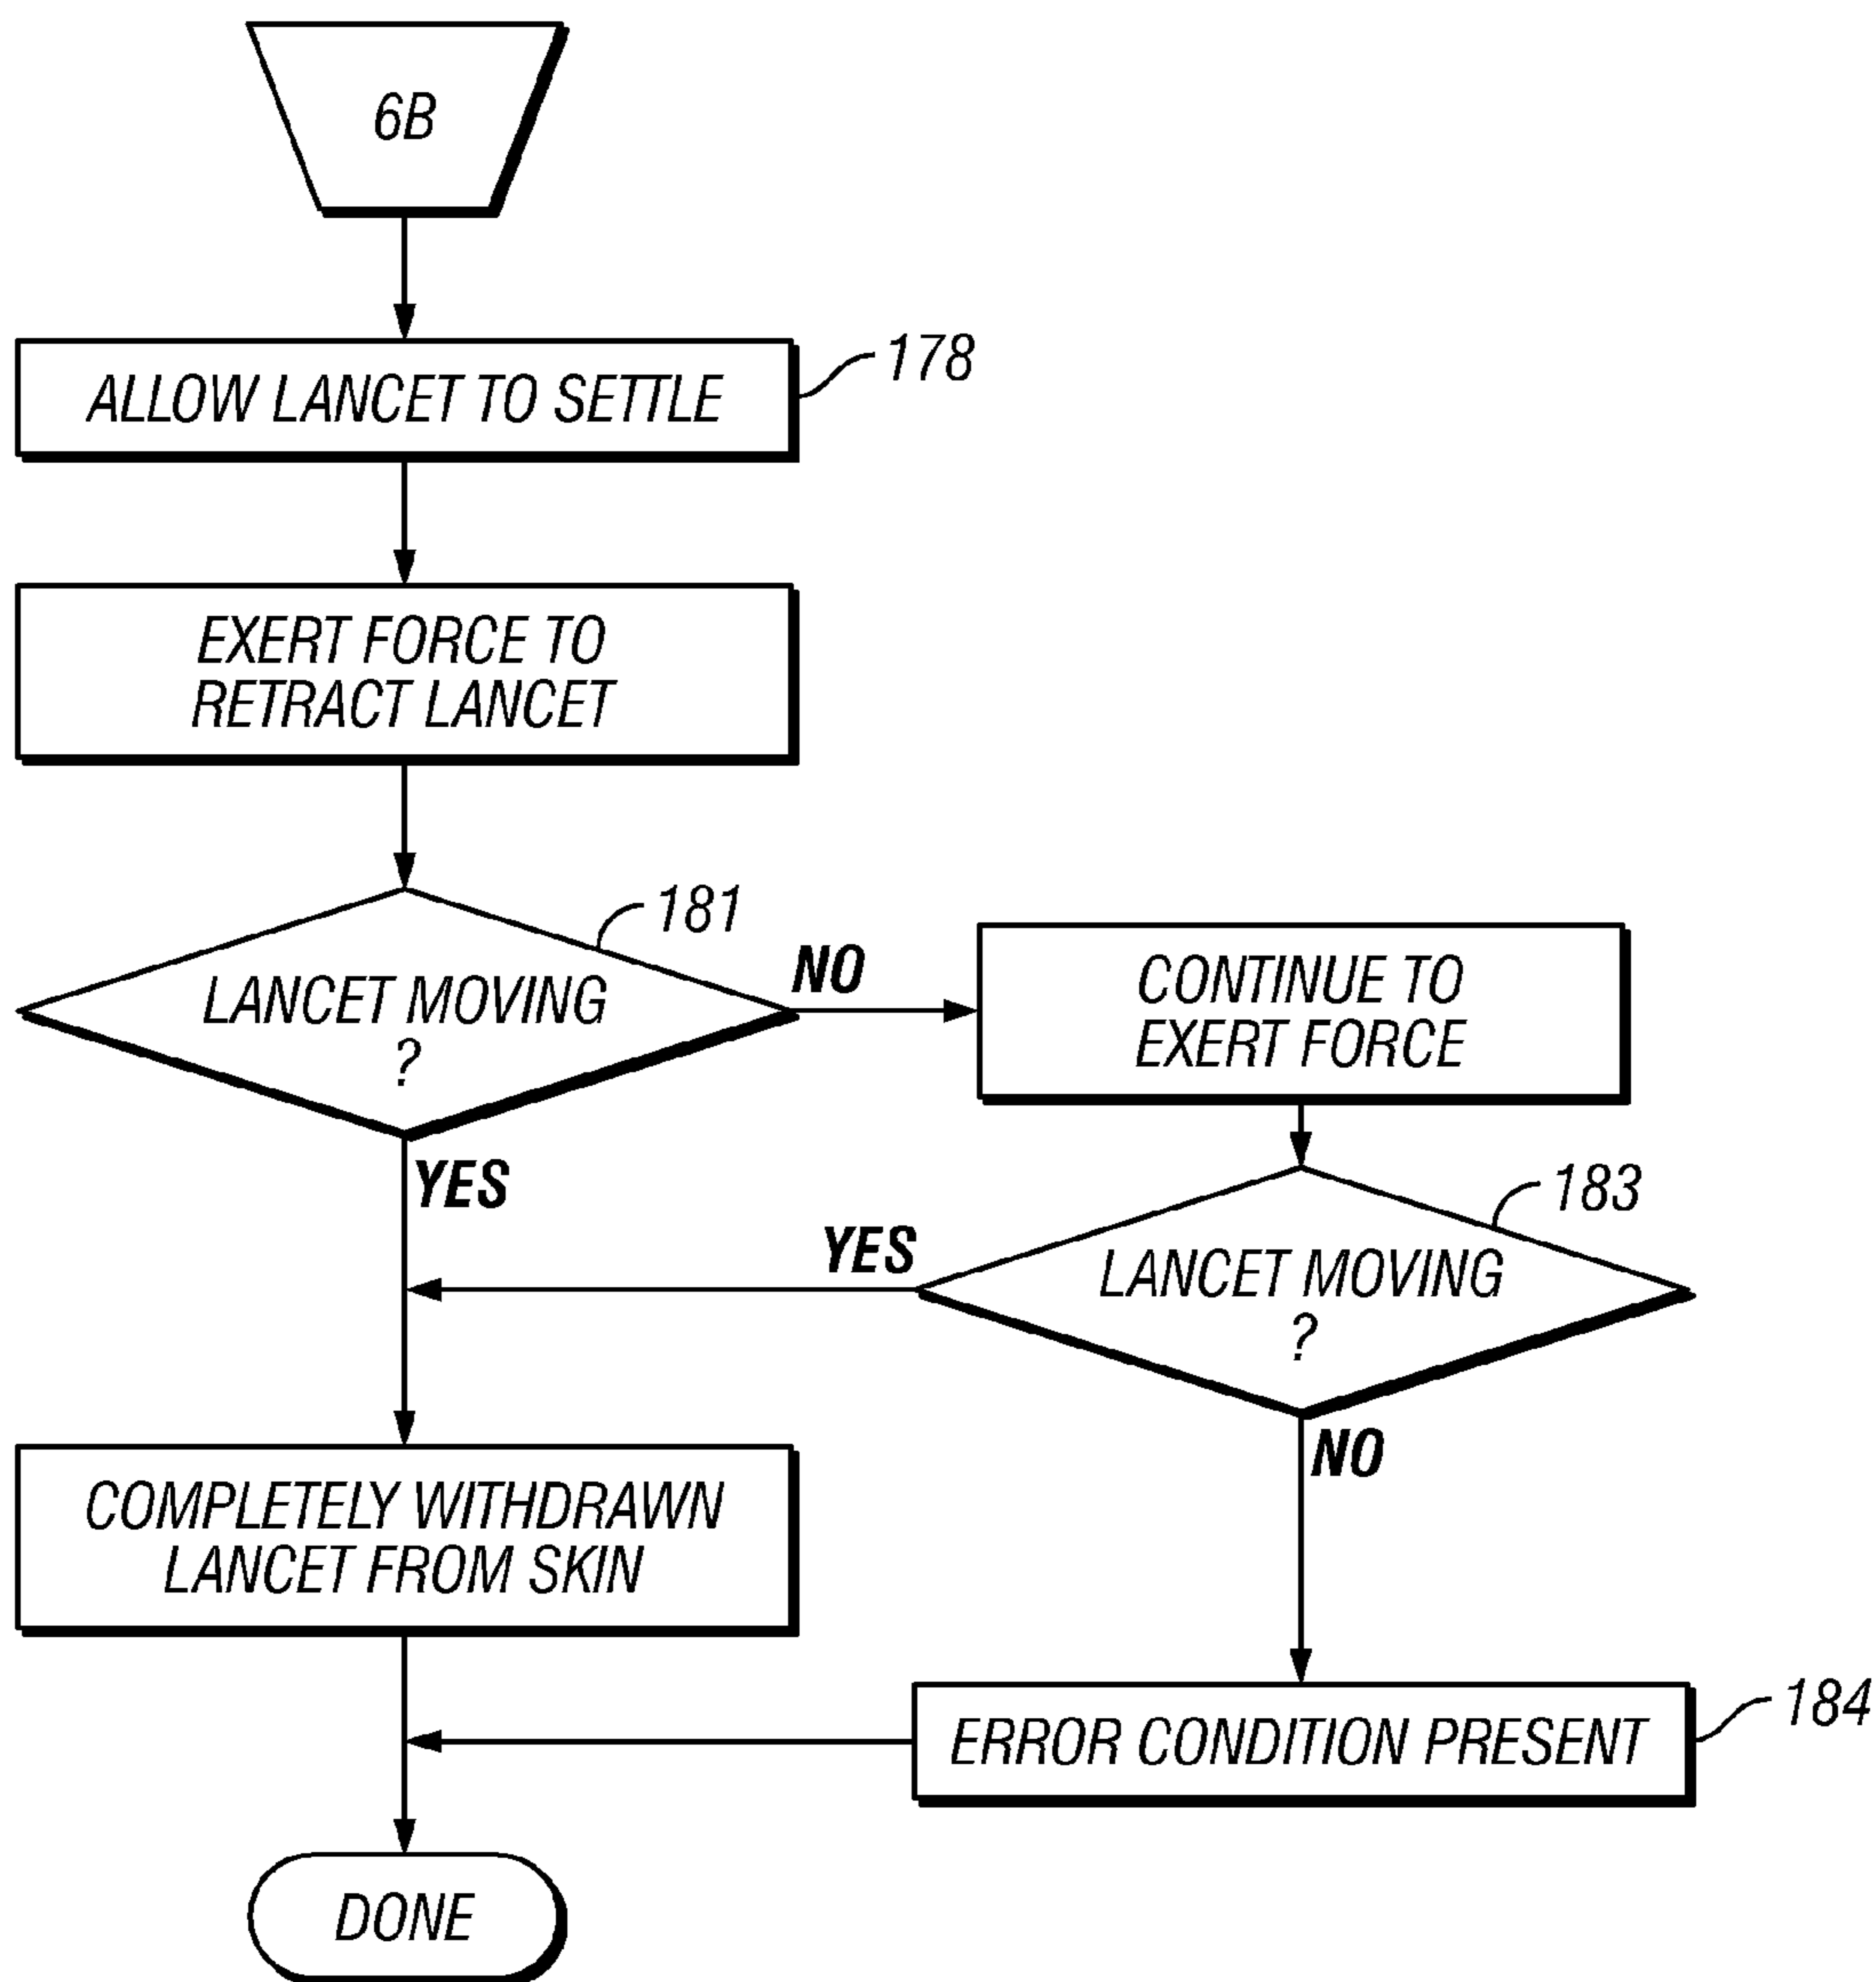 6B
ALLOW LANCET TO SETTLE
178
EXERT FORCE TO
RETRACT LANCET
181
LANCET MOVING
?
NO
CONTINUE TO
EXERT FORCE
YES
183
LANCET MOVING
?
YES
NO
COMPLETELY WITHDRAWN
LANCET FROM SKIN
ERROR CONDITION PRESENT
184
DONE